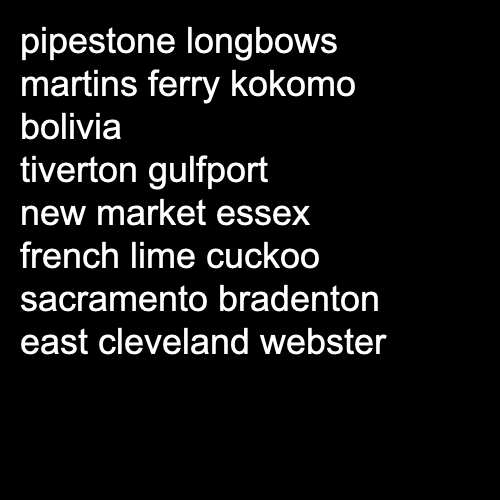 pipestone longbows
martins ferry kokomo
bolivia
tiverton gulfport
new market essex
french lime cuckoo
sacramento bradenton
east cleveland webster